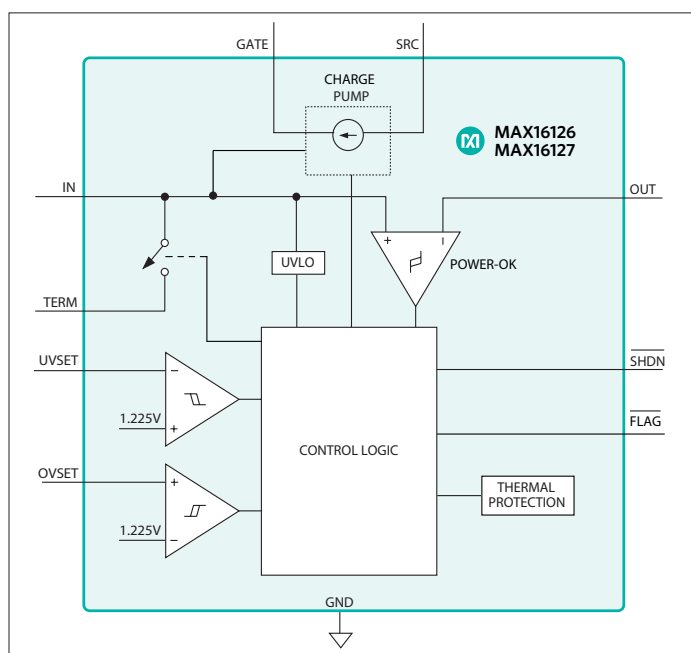 GATE
SRC
CHARGE
PUMP
MAX16126
MAX16127
IN
OUT
UVLO
POWER-OK
TERM
UVSET
SHDN
1.225V
FLAG
CONTROL LOGIC
OVSET
THERMAL
PROTECTION
1.225V
GND